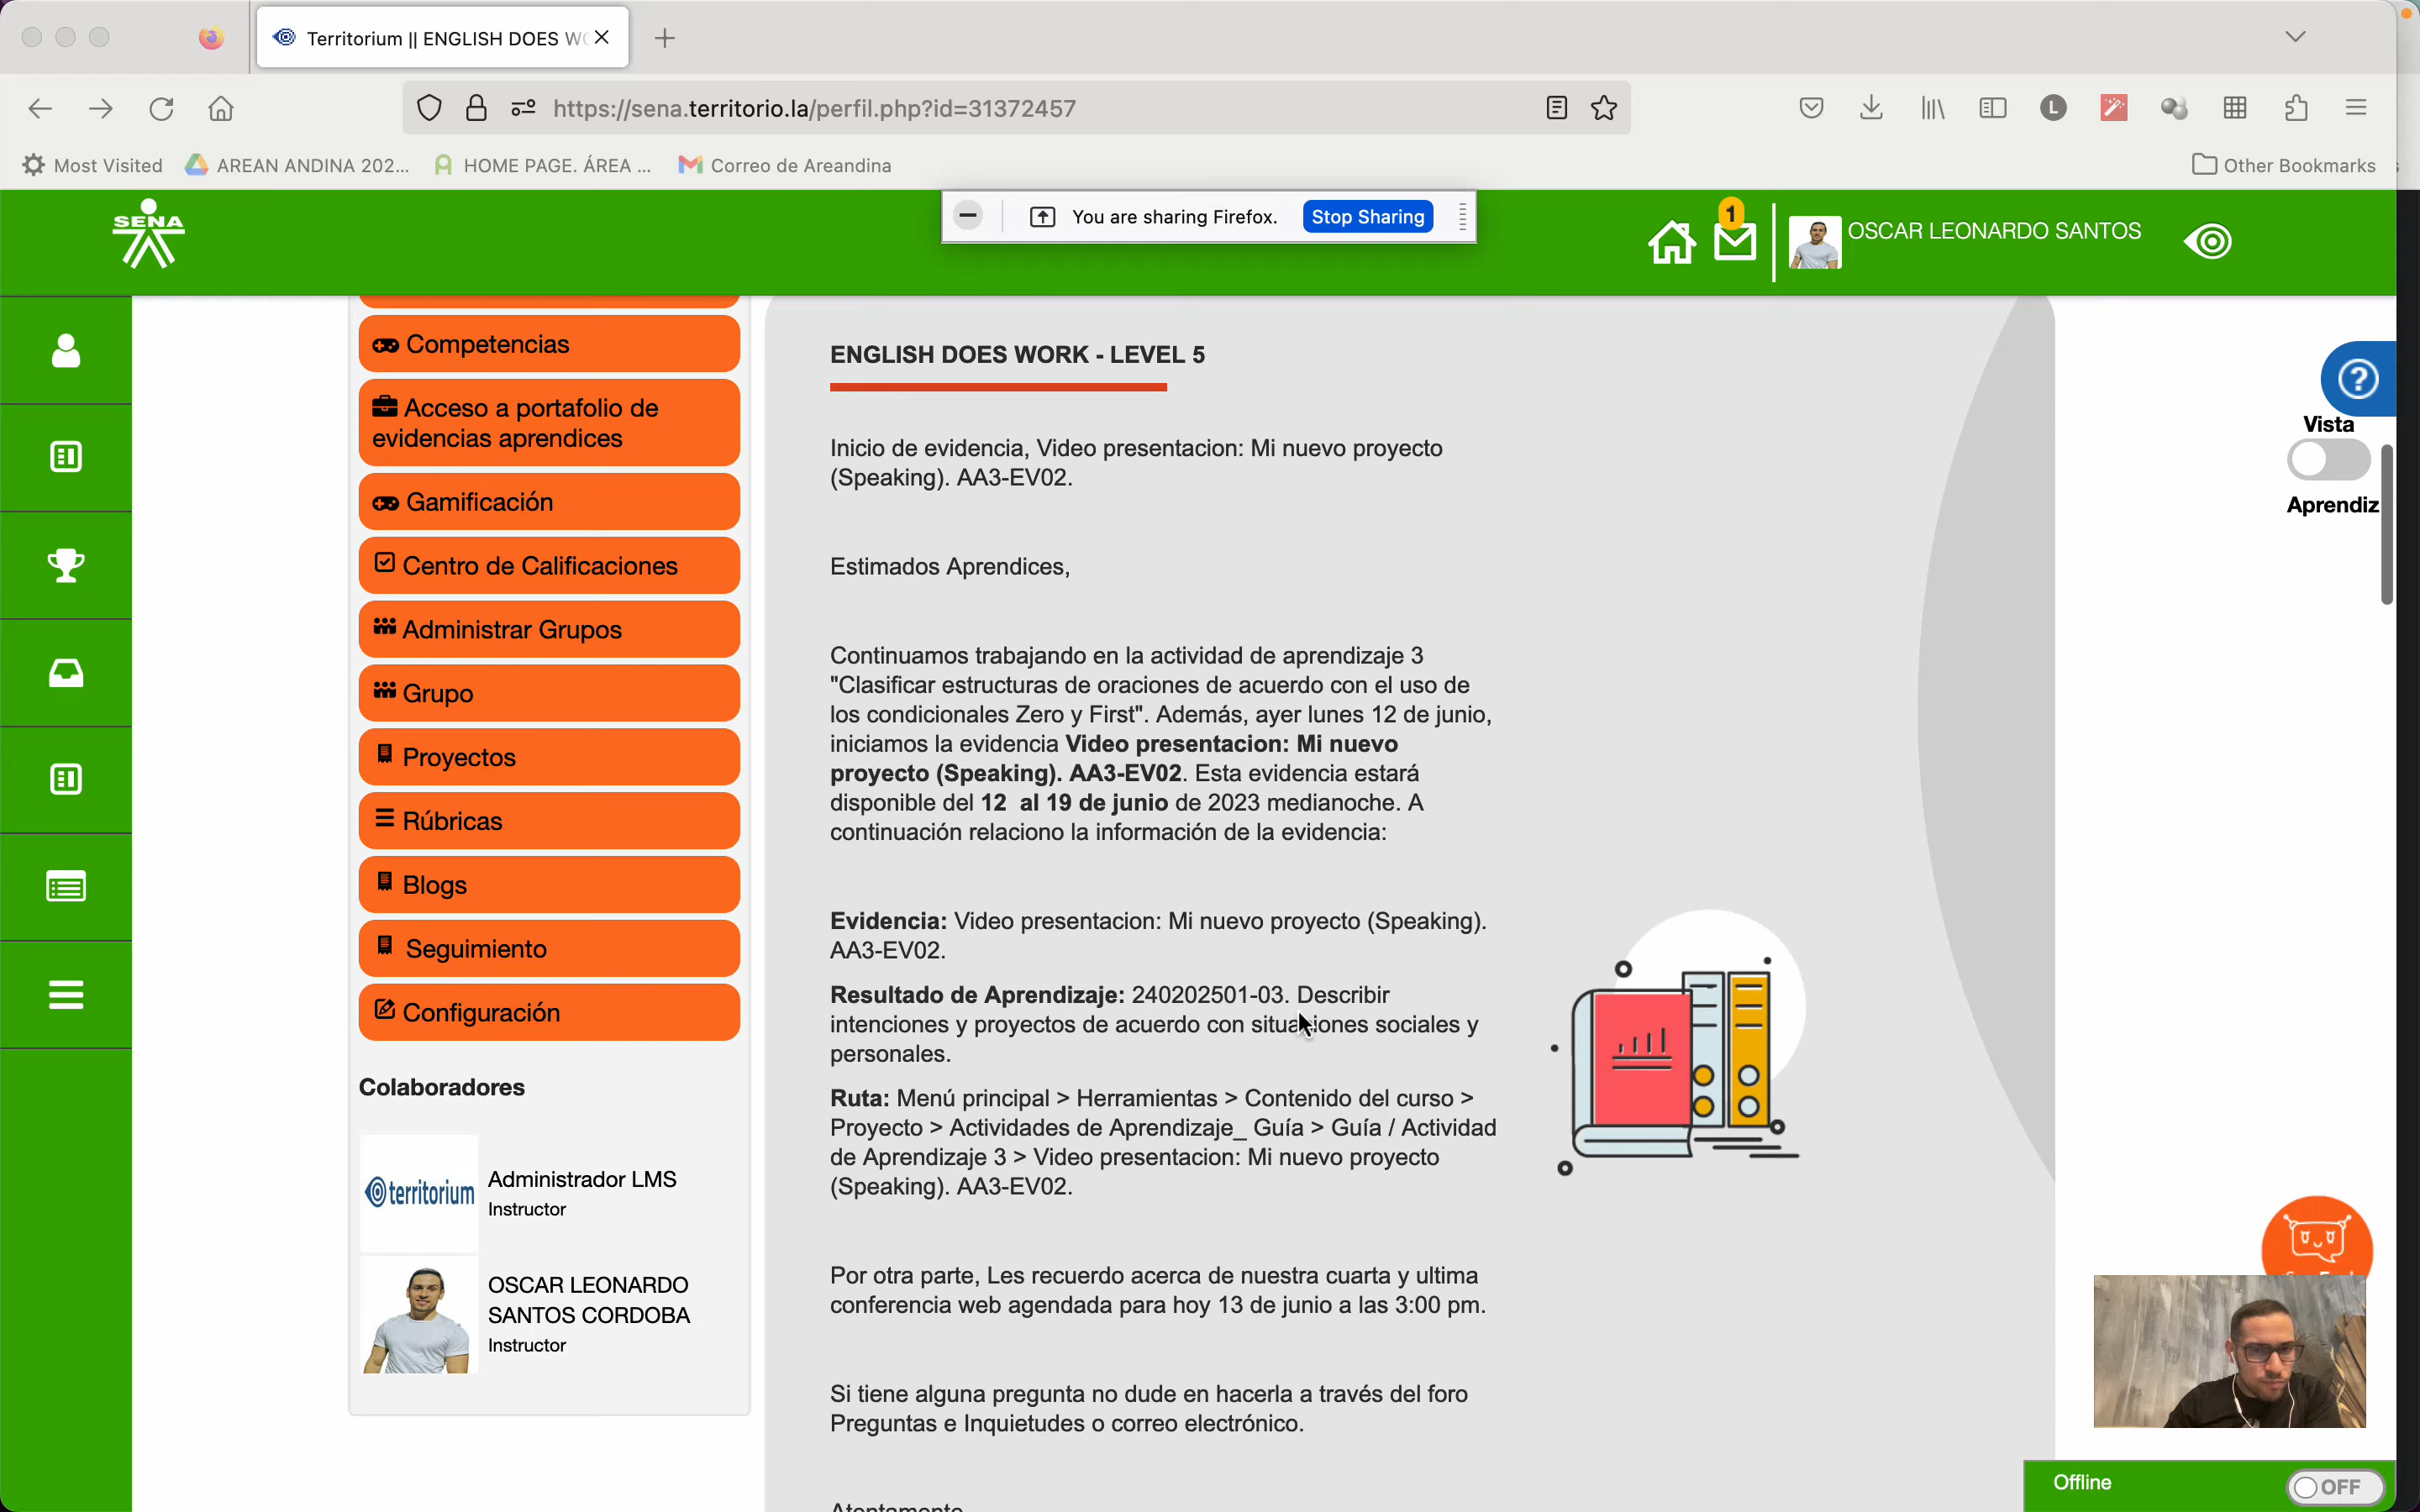 Territorium || ENGLISH DOES W
https://sena.territorio.la/perfil.php?id=31372457
L
Most Visited
AREAN ANDINA 202...
HOME PAGE. ÁREA ...
Correo de Areandina
Other Bookmarks
SENA
You are sharing Firefox.
Stop Sharing
1
OSCAR LEONARDO SANTOS
Competencias
Acceso a portafolio de
evidencias aprendices
Gamificación
Centro de Calificaciones
Administrar Grupos
Grupo
Proyectos
Rúbricas
Blogs
Seguimiento
Configuración
Colaboradores
territorium
Administrador LMS
Instructor
OSCAR LEONARDO
SANTOS CORDOBA
Instructor
ENGLISH DOES WORK - LEVEL 5
Inicio de evidencia, Video presentacion: Mi nuevo proyecto
(Speaking). AA3-EV02.
Estimados Aprendices,
Continuamos trabajando en la actividad de aprendizaje 3
"Clasificar estructuras de oraciones de acuerdo con el uso de
los condicionales Zero y First". Además, ayer lunes 12 de junio,
iniciamos la evidencia Video presentacion: Mi nuevo
proyecto (Speaking). AA3-EV02. Esta evidencia estará
disponible del 12 al 19 de junio de 2023 medianoche. A
continuación relaciono la información de la evidencia:
Evidencia: Video presentacion: Mi nuevo proyecto (Speaking).
AA3-EV02.
Resultado de Aprendizaje: 240202501-03. Describir
intenciones y proyectos de acuerdo con situaciones sociales y
personales.
Ruta: Menú principal > Herramientas > Contenido del curso >
Proyecto > Actividades de Aprendizaje_ Guía > Guía / Actividad
de Aprendizaje 3 > Video presentacion: Mi nuevo proyecto
(Speaking). AA3-EV02.
Por otra parte, Les recuerdo acerca de nuestra cuarta y ultima
conferencia web agendada para hoy 13 de junio a las 3:00 pm.
Si tiene alguna pregunta no dude en hacerla a través del foro
Preguntas e Inquietudes o correo electrónico.
Atentamente
?
Vista
Aprendiz
Offline
OFF